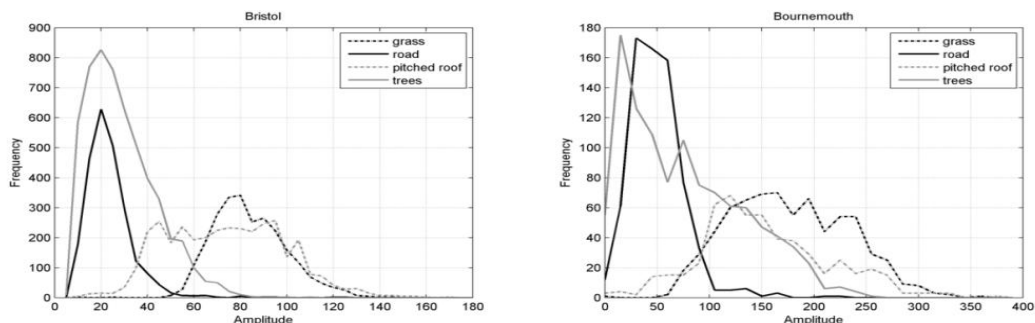 Bristol
900
800
700
600
500
400
300
200
100
0
Frequency
0 20 40 60 80 100 120 140 160 180
Amplitude
grass
road
pitched roof
trees
Bournemouth
180
160
140
120
100
80
60
40
20
0
Frequency
0 50 100 150 200 250 300 350 400
Amplitude
grass
road
pitched roof
trees